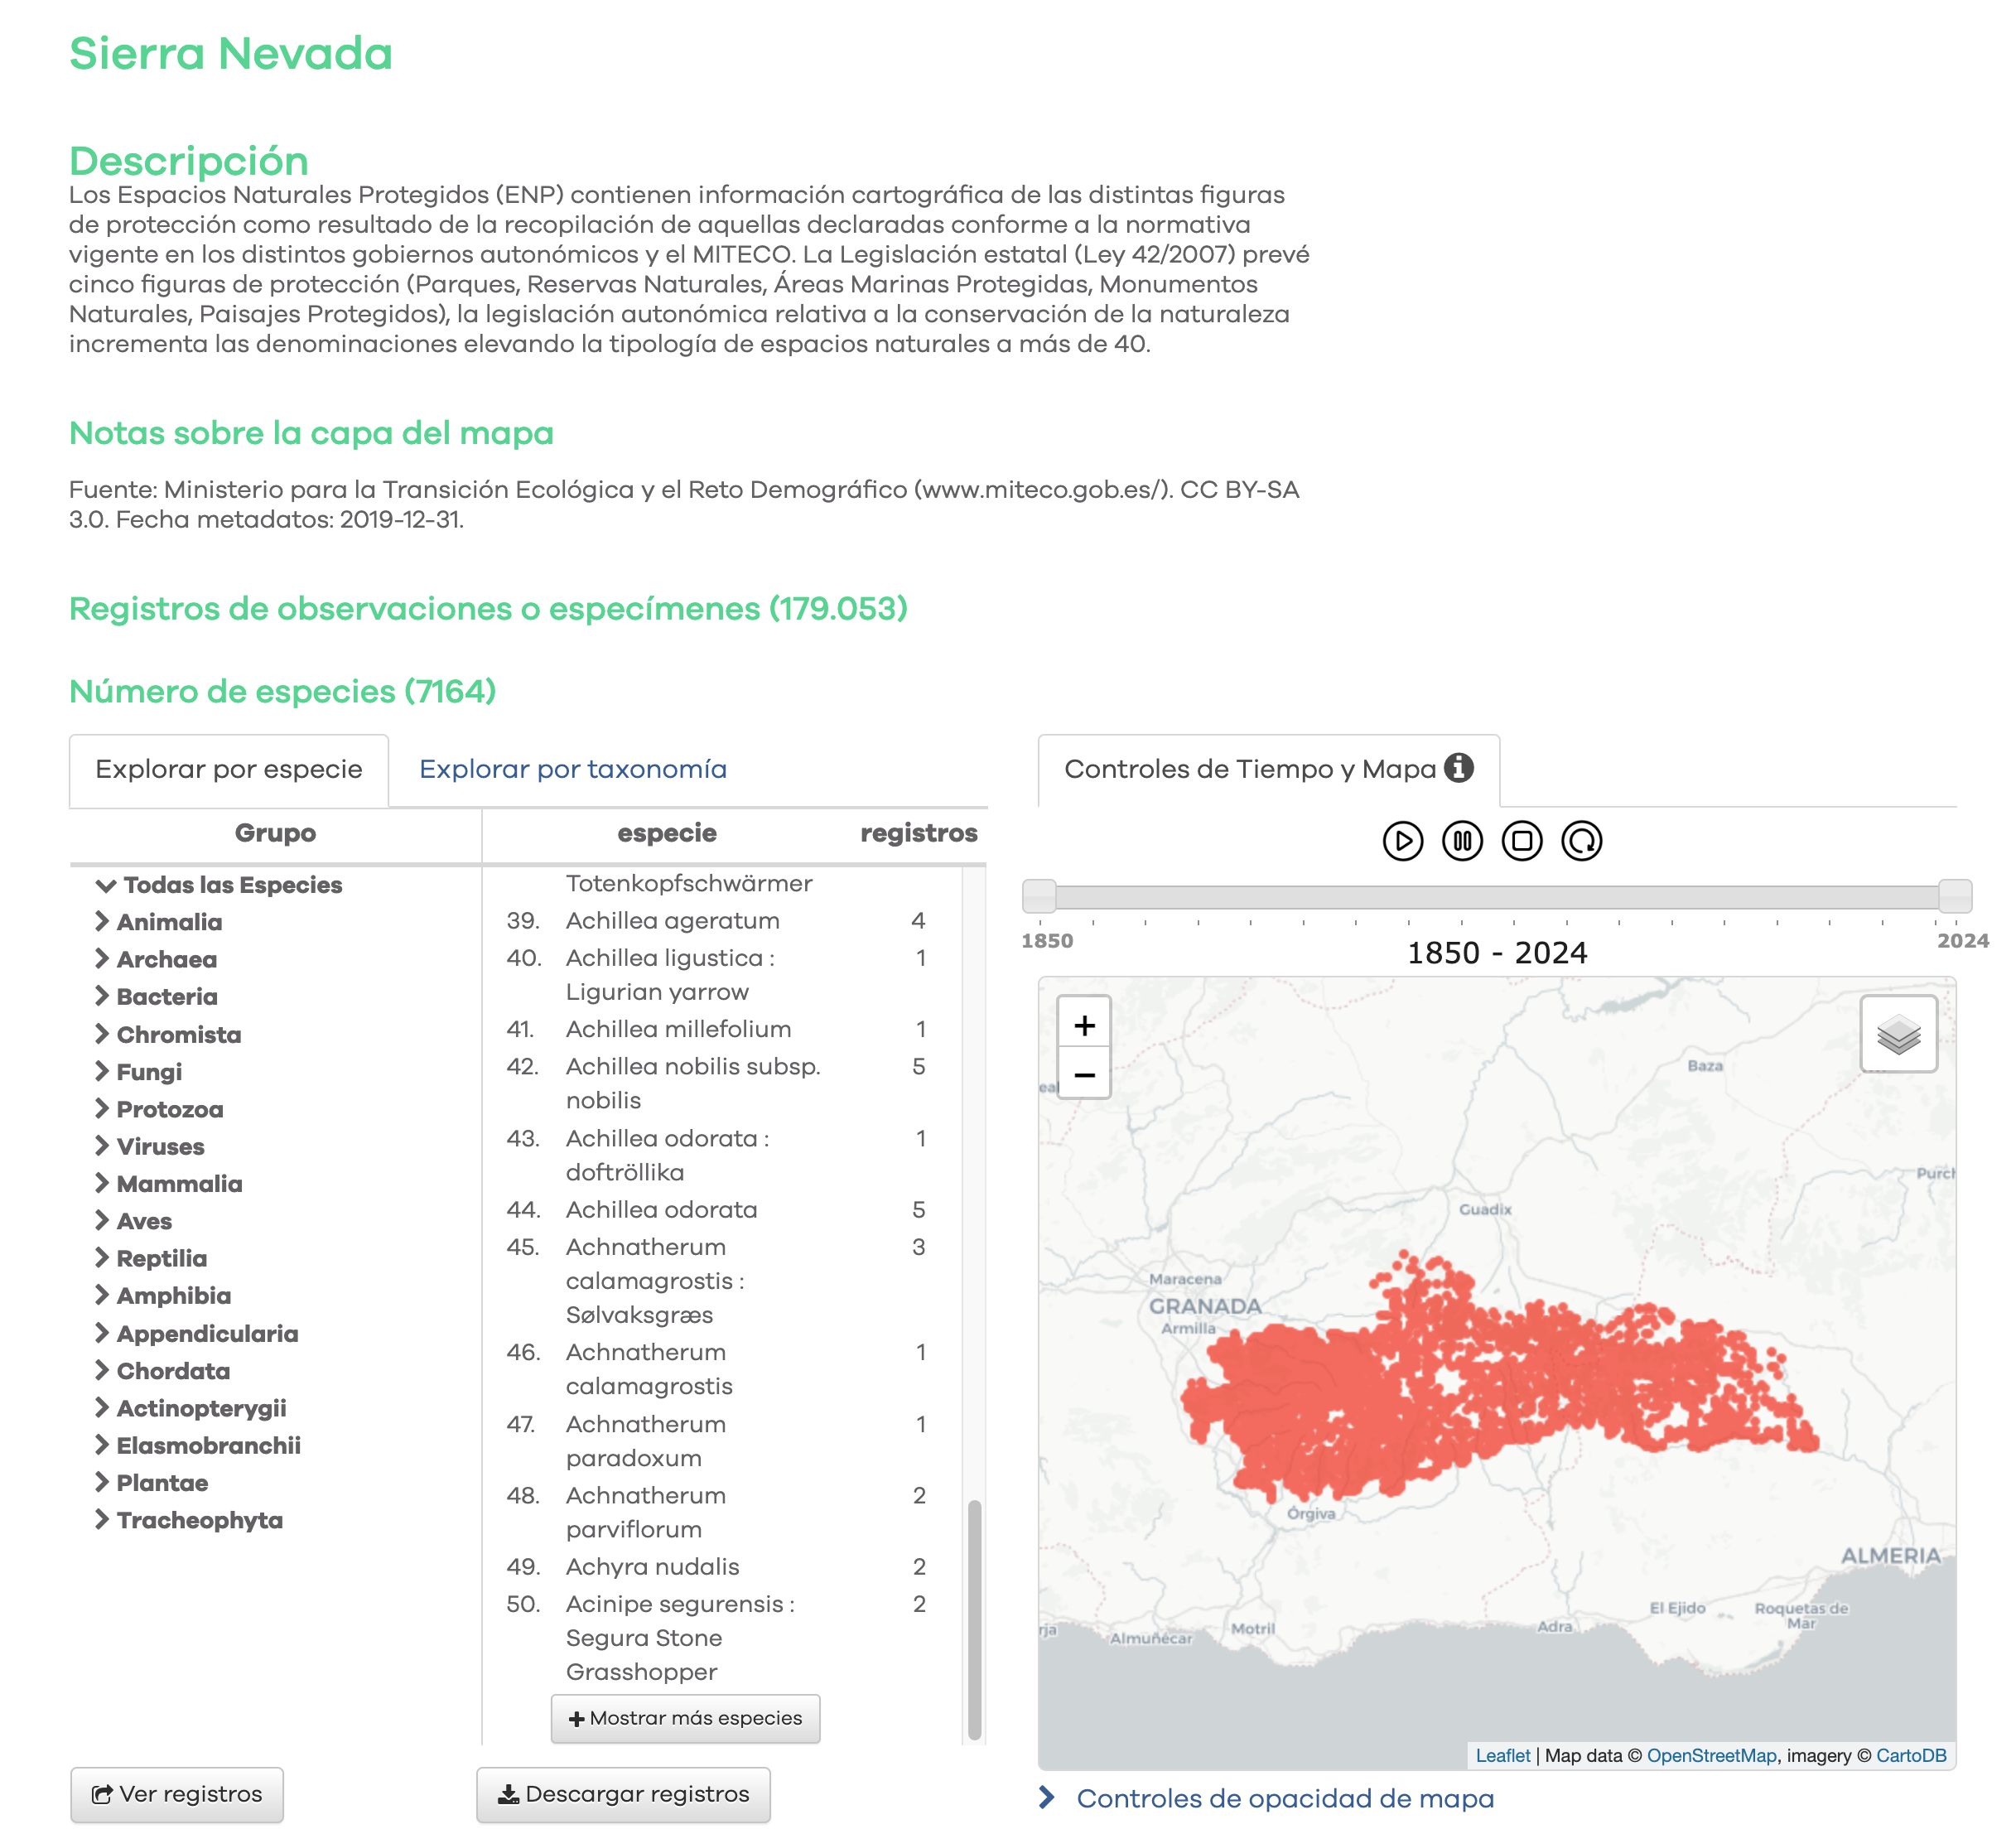 Sierra Nevada
Descripción
Los Espacios Naturales Protegidos (ENP) contienen información cartográfica de las distintas figuras
de protección como resultado de la recopilación de aquellas declaradas conforme a la normativa
vigente en los distintos gobiernos autonómicos y el MITECO. La Legislación estatal (Ley 42/2007) prevé
cinco figuras de protección (Parques, Reservas Naturales, Áreas Marinas Protegidas, Monumentos
Naturales, Paisajes Protegidos), la legislación autonómica relativa a la conservación de la naturaleza
incrementa las denominaciones elevando la tipología de espacios naturales a más de 40.
Notas sobre la capa del mapa
Fuente: Ministerio para la Transición Ecológica y el Reto Demográfico (www.miteco.gob.es/). CC BY-SA
3.0. Fecha metadatos: 2019-12-31.
Registros de observaciones o especímenes (179.053)
Número de especies (7164)
Explorar por especie
Explorar por taxonomía
Grupo
especie
registros
Todas las Especies
Animalia
Archaea
Bacteria
Chromista
Fungi
Protozoa
Viruses
Mammalia
Aves
Reptilia
Amphibia
Appendicularia
Chordata
Actinopterygii
Elasmobranchii
Plantae
Tracheophyta
Totenkopfschwärmer
39. Achillea ageratum 4
40. Achillea ligustica : 1
Ligurian yarrow
41. Achillea millefolium 1
42. Achillea nobilis subsp. 5
nobilis
43. Achillea odorata : 1
doftröllika
44. Achillea odorata 5
45. Achnatherum 3
calamagrostis :
Sølvaksgræs
46. Achnatherum 1
calamagrostis
47. Achnatherum 1
paradoxum
48. Achnatherum 2
parviflorum
49. Achyra nudalis 2
50. Acinipe segurensis : 2
Segura Stone
Grasshopper
+ Mostrar más especies
Ver registros
Descargar registros
Controles de Tiempo y Mapa
1850
2024
1850 - 2024
+
−
Baza
Purch
Guadix
Maracena
GRANADA
Armilla
Órgiva
ALMERIA
El Ejido
Roquetas de
Mar
Adra
Motril
Almuñécar
rja
Leaflet | Map data © OpenStreetMap, imagery © CartoDB
Controles de opacidad de mapa